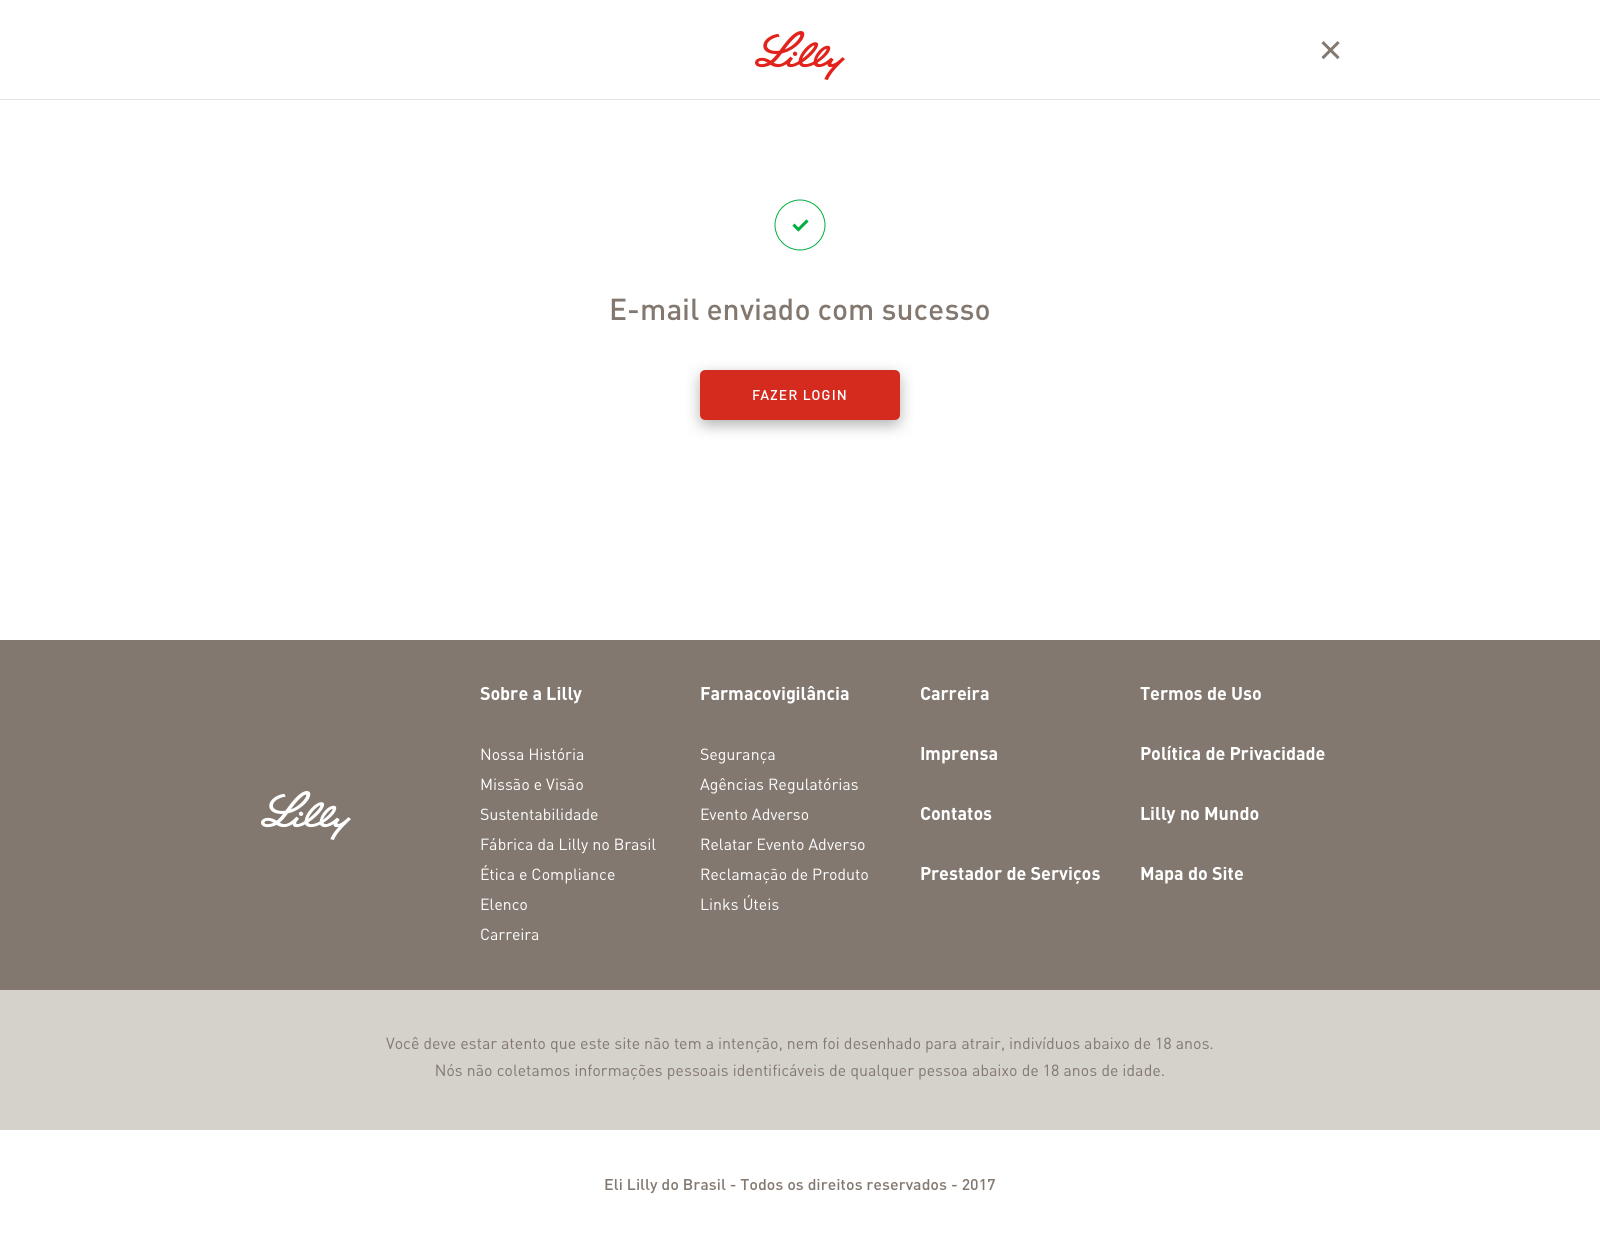 Lilly
E-mail enviado com sucesso
FAZER LOGIN
Lilly
Sobre a Lilly
Nossa História
Missão e Visão
Sustentabilidade
Fábrica da Lilly no Brasil
Ética e Compliance
Elenco
Carreira
Farmacovigilância
Segurança
Agências Regulatórias
Evento Adverso
Relatar Evento Adverso
Reclamação de Produto
Links Úteis
Carreira
Imprensa
Contatos
Prestador de Serviços
Termos de Uso
Política de Privacidade
Lilly no Mundo
Mapa do Site
Você deve estar atento que este site não tem a intenção, nem foi desenhado para atrair, indivíduos abaixo de 18 anos.
Nós não coletamos informações pessoais identificáveis de qualquer pessoa abaixo de 18 anos de idade.
Eli Lilly do Brasil - Todos os direitos reservados - 2017